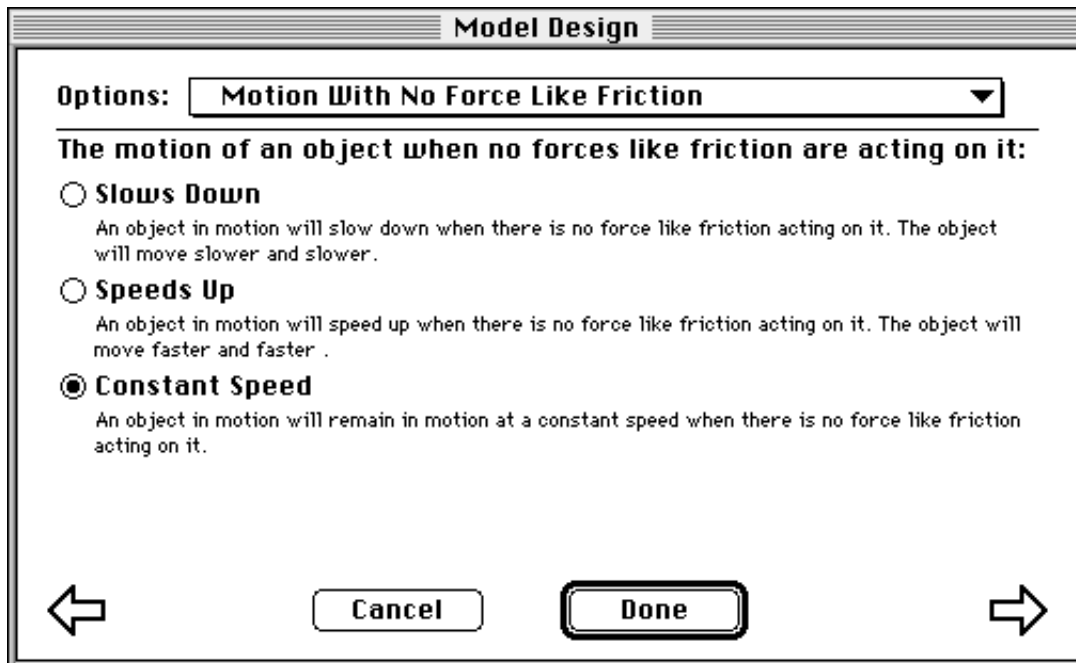 Model Design
Options: Motion With No Force Like Friction
The motion of an object when no forces like friction are acting on it:
Slows Down
An object in motion will slow down when there is no force like friction acting on it. The object
will move slower and slower.
Speeds Up
An object in motion will speed up when there is no force like friction acting on it. The object will
move faster and faster .
Constant Speed
An object in motion will remain in motion at a constant speed when there is no force like friction
acting on it.
Cancel Done